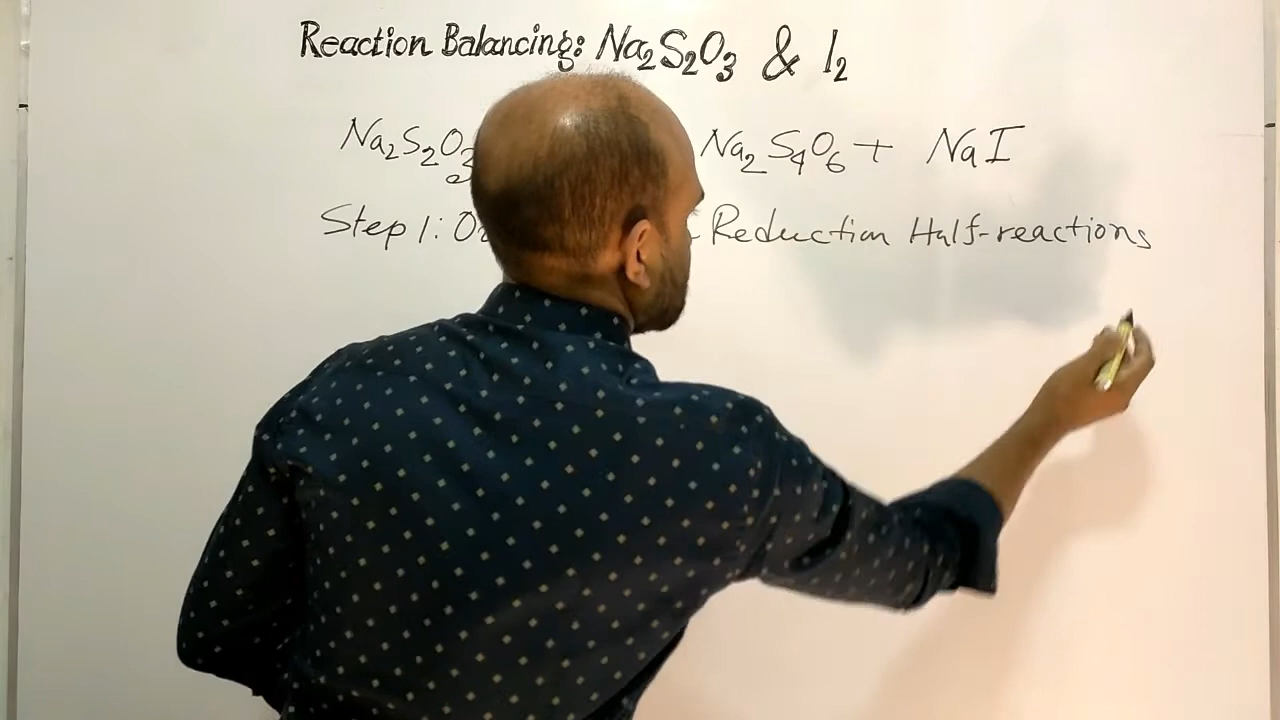 Reaction Balancing: Na₂S₂O₃ & I₂
Na₂S₂O₃ Na₂S₄O₆ + NaI
Step 1: Reduction Half-reactions